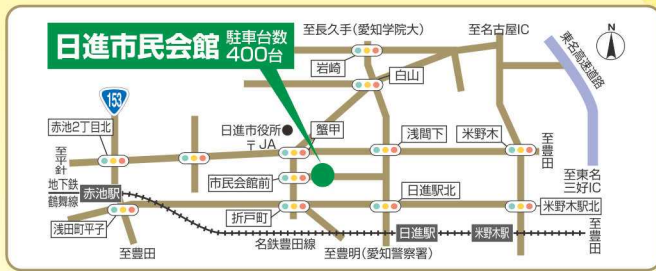 日進市民会館
駐車台数
400台
至長久手(愛知学院大)
至名古屋IC
東名高速道路
N
岩崎
白山
153
赤池2丁目北
日進市役所
〒JA
蟹甲
浅間下
米野木
至豊田
至平針
市民会館前
至東名
三好IC
地下鉄
鶴舞線
赤池駅
日進駅北
米野木駅北
浅田町平子
折戸町
日進駅
米野木駅
至豊田
至豊田
名鉄豊田線
至豊明(愛知警察署)